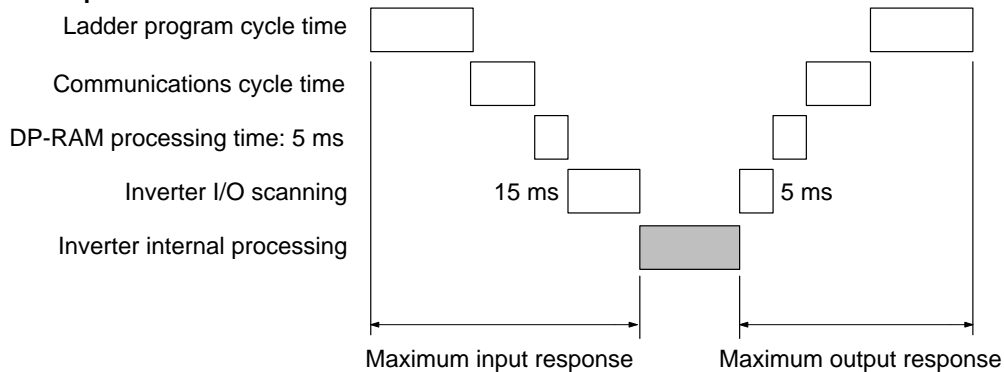 Ladder program cycle time
Communications cycle time
DP-RAM processing time: 5 ms
Inverter I/O scanning 15 ms 5 ms
Inverter internal processing
Maximum input response Maximum output response